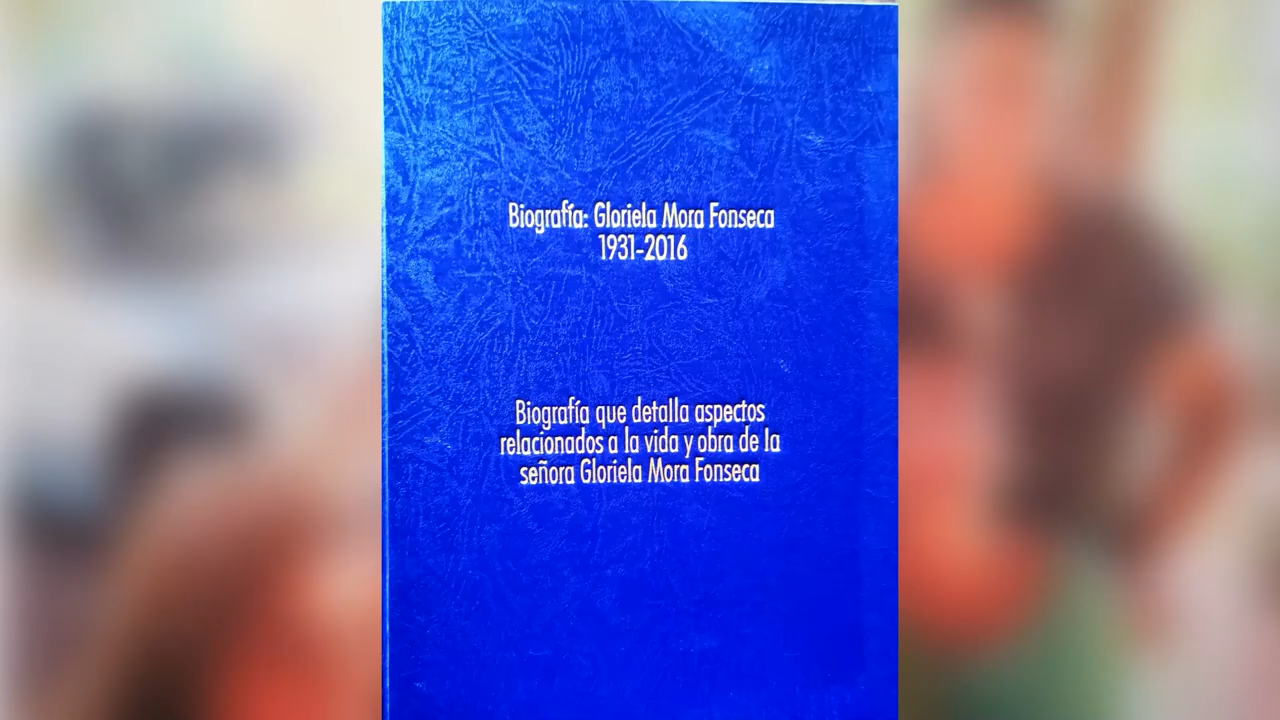 Biografía: Gloriela Mora Fonseca
1931-2016
Biografía que detalla aspectos
relacionados a la vida y obra de la
señora Gloriela Mora Fonseca